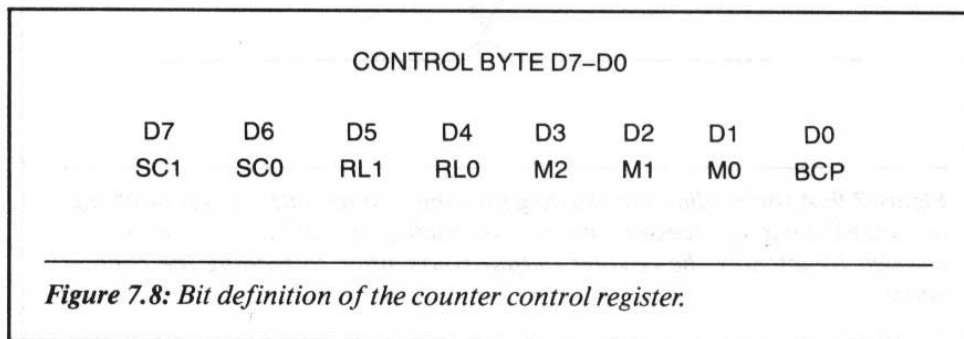 CONTROL BYTE D7–D0
D7 D6 D5 D4 D3 D2 D1 D0
SC1 SC0 RL1 RL0 M2 M1 M0 BCP
Figure 7.8: Bit definition of the counter control register.